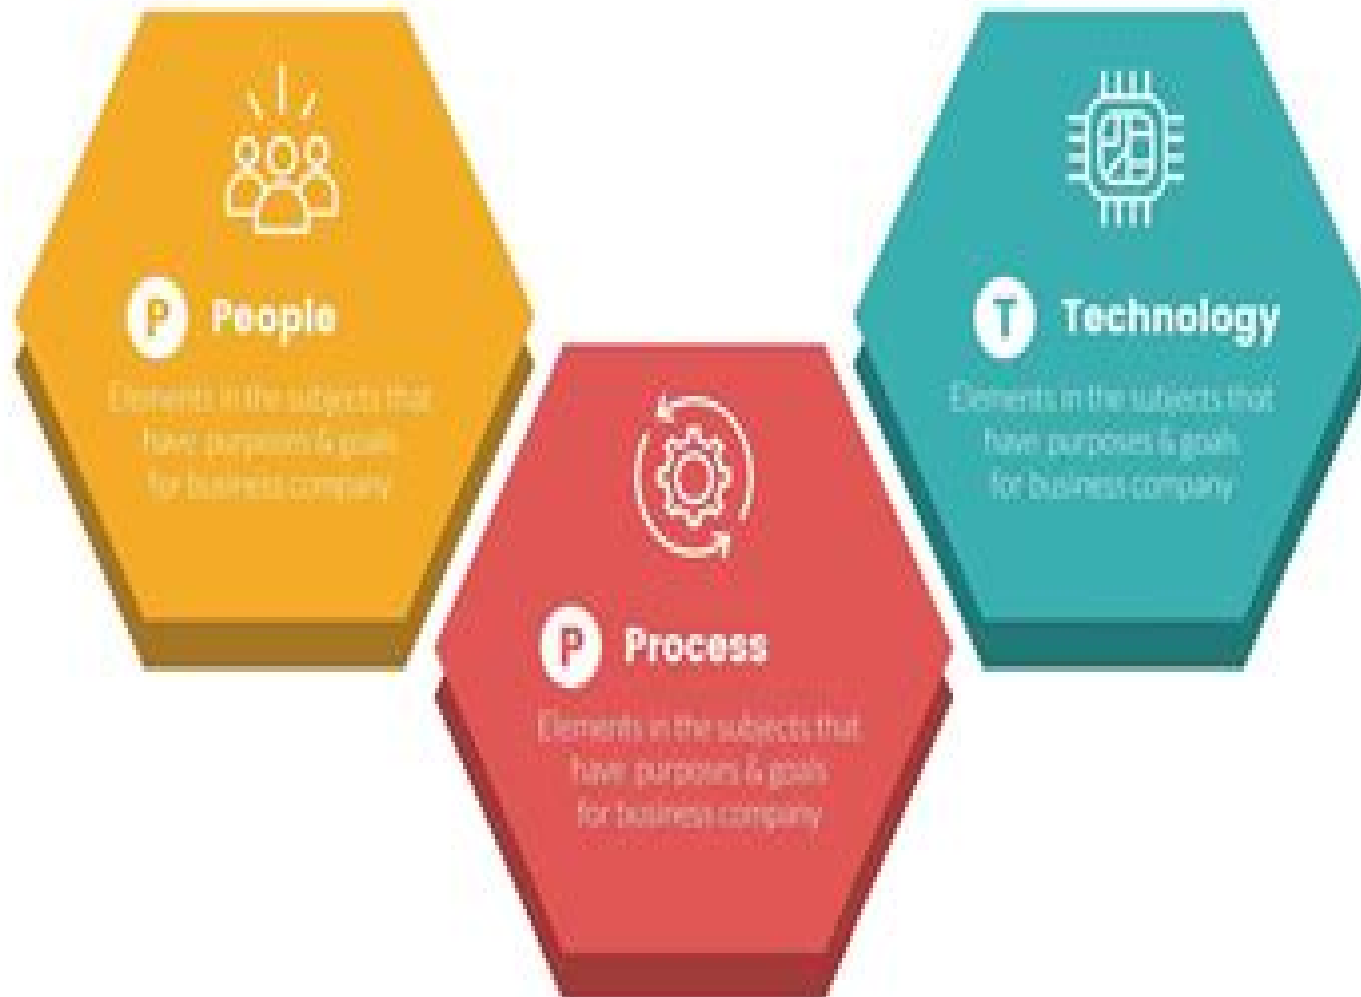 P People
Elements in the subjects that
have purposes & goals
for business company
P Process
Elements in the subjects that
have purposes & goals
for business company
T Technology
Elements in the subjects that
have purposes & goals
for business company